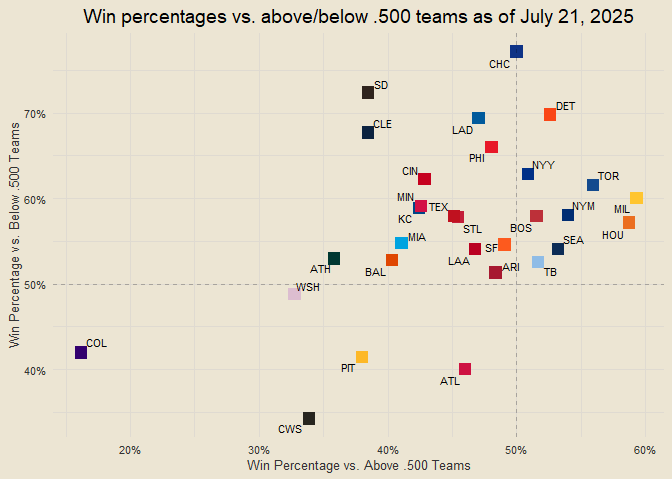 Win percentages vs. above/below .500 teams as of July 21, 2025
CHC
SD
DET
70%
CLE
LAD
PHI
CIN
NYY
TOR
60%
MIN
TEX
NYM
MIL
KC
STL
BOS
HOU
MIA
SF
SEA
ATH
BAL
LAA
ARI
TB
50%
WSH
COL
40%
PIT
ATL
CWS
Win Percentage vs. Below .500 Teams
20%
30%
40%
50%
60%
Win Percentage vs. Above .500 Teams